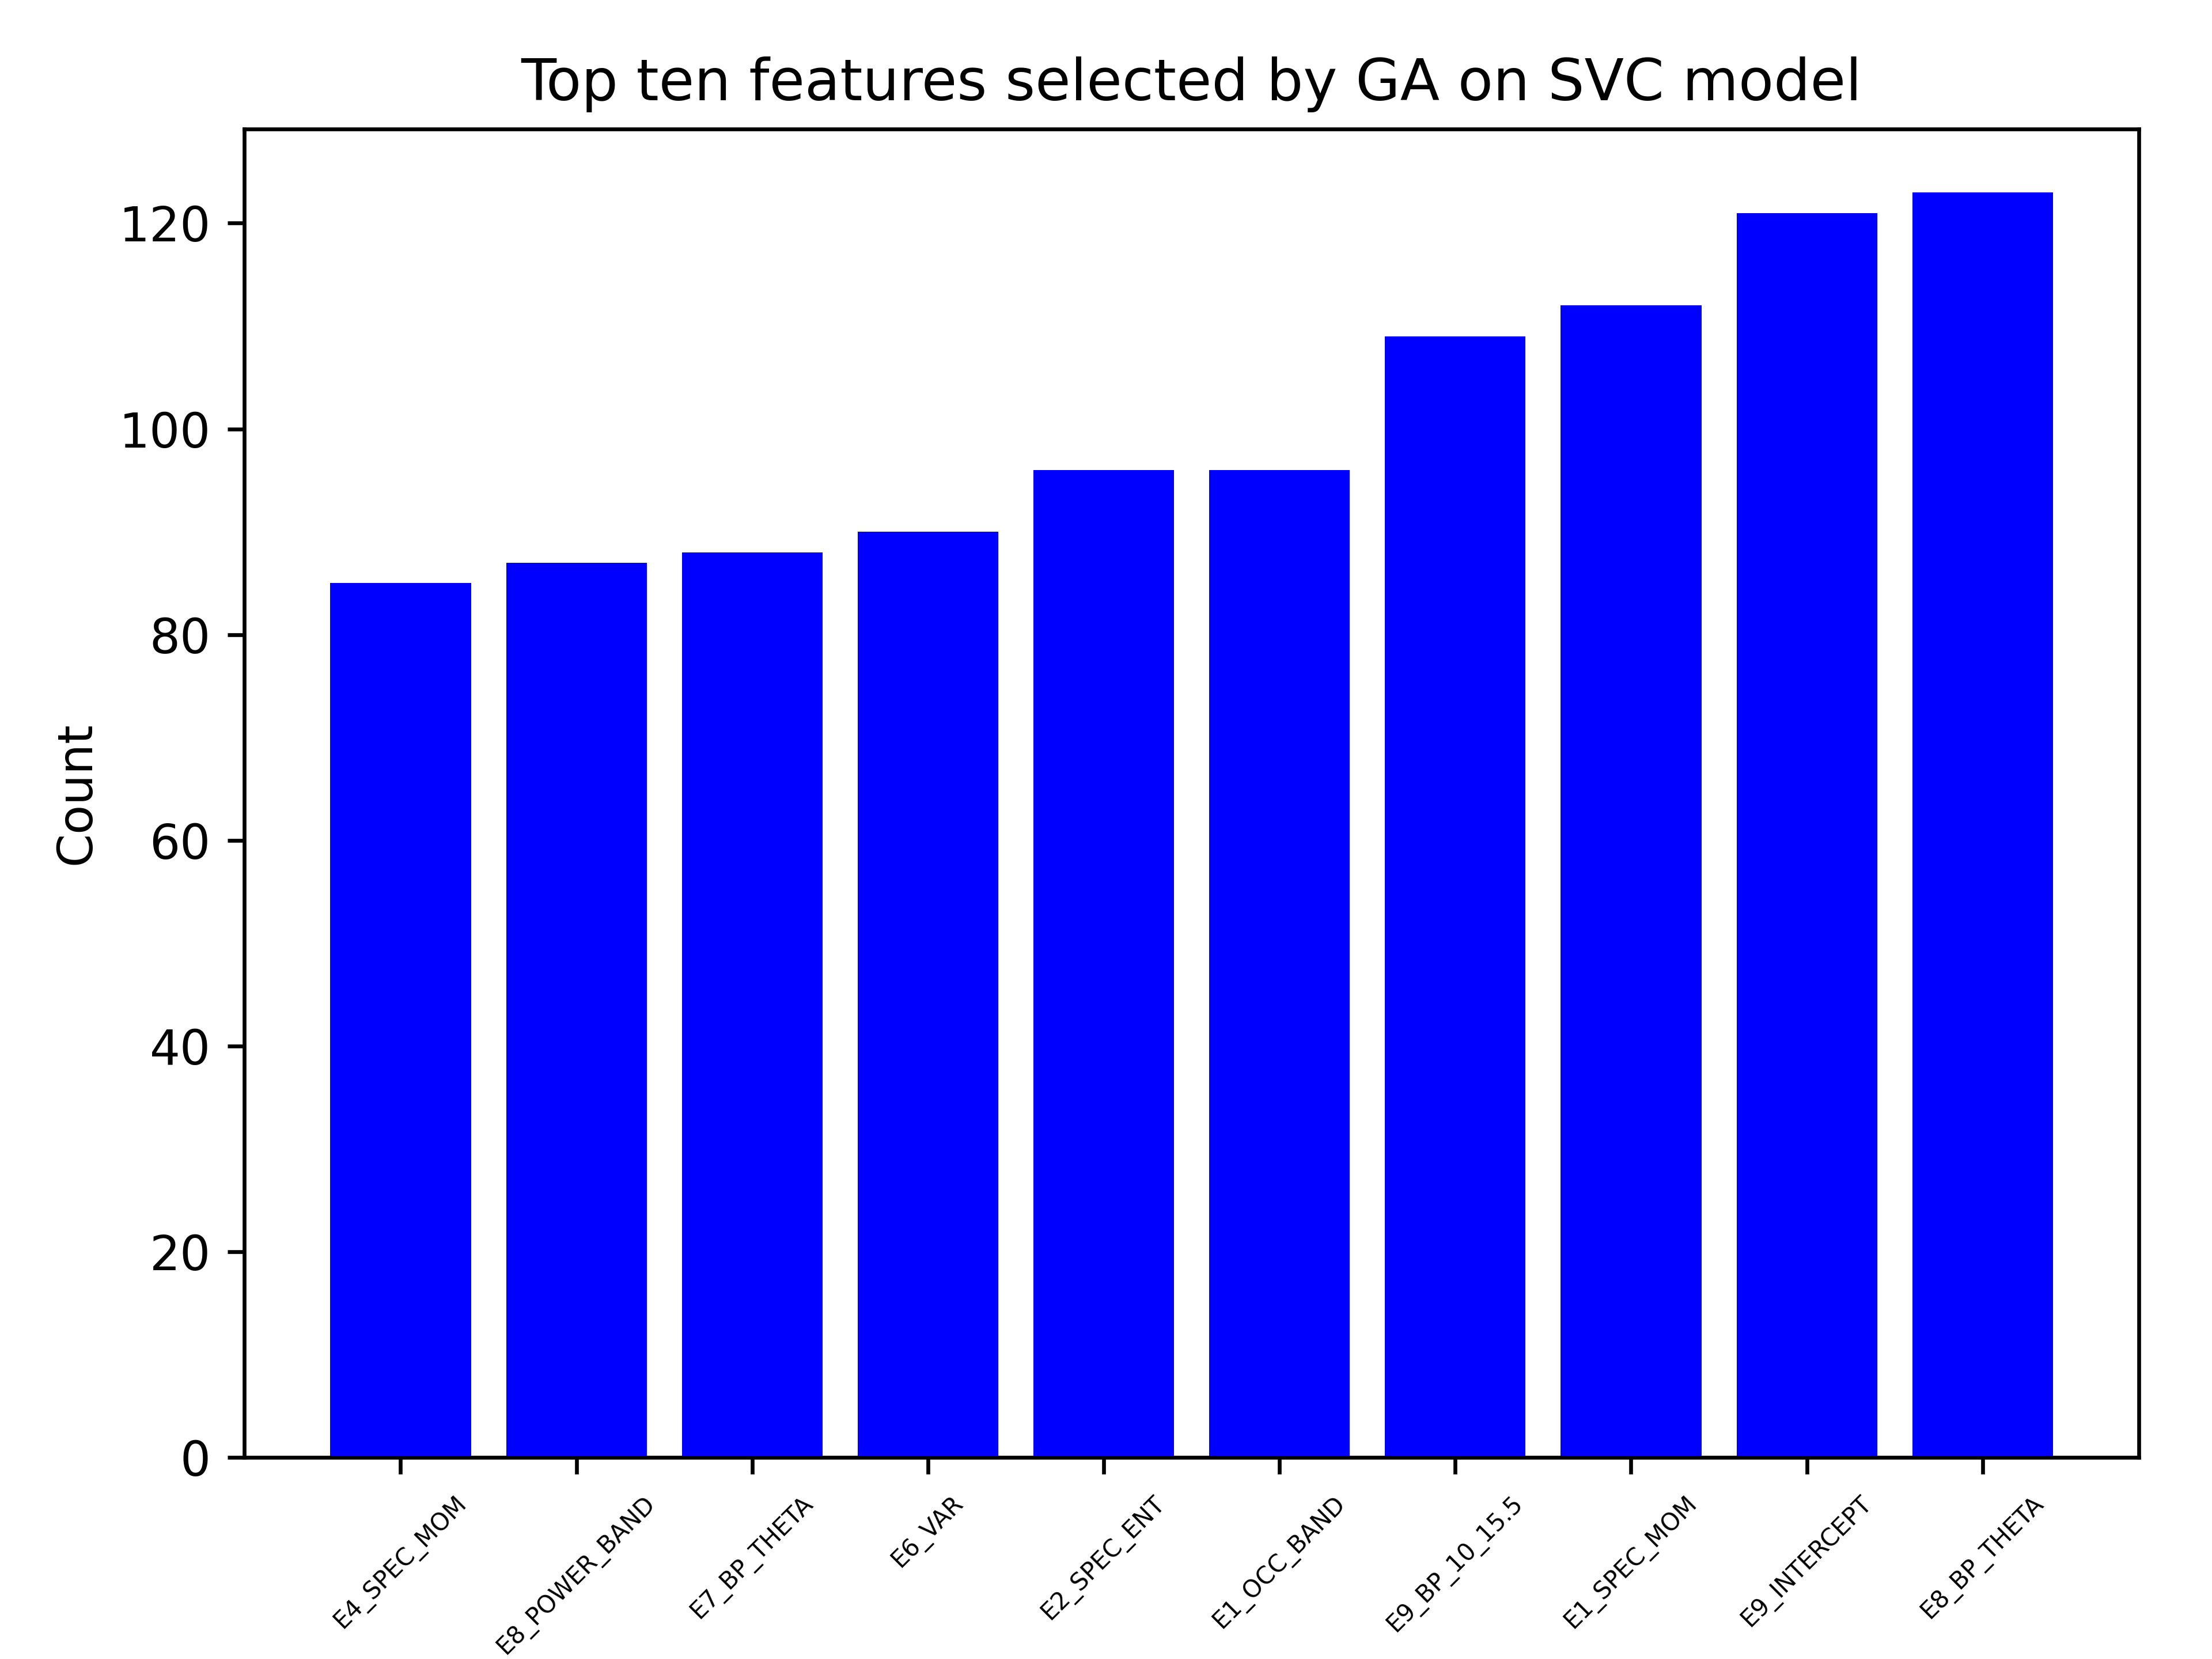 Top ten features selected by GA on SVC model
Count
120
100
80
60
40
20
0
E4_SPEC_MOM
E8_POWER_BAND
E7_BP_THETA
E6_VAR
E2_SPEC_ENT
E1_OCC_BAND
E9_BP_10_15.5
E1_SPEC_MOM
E9_INTERCEPT
E8_BP_THETA